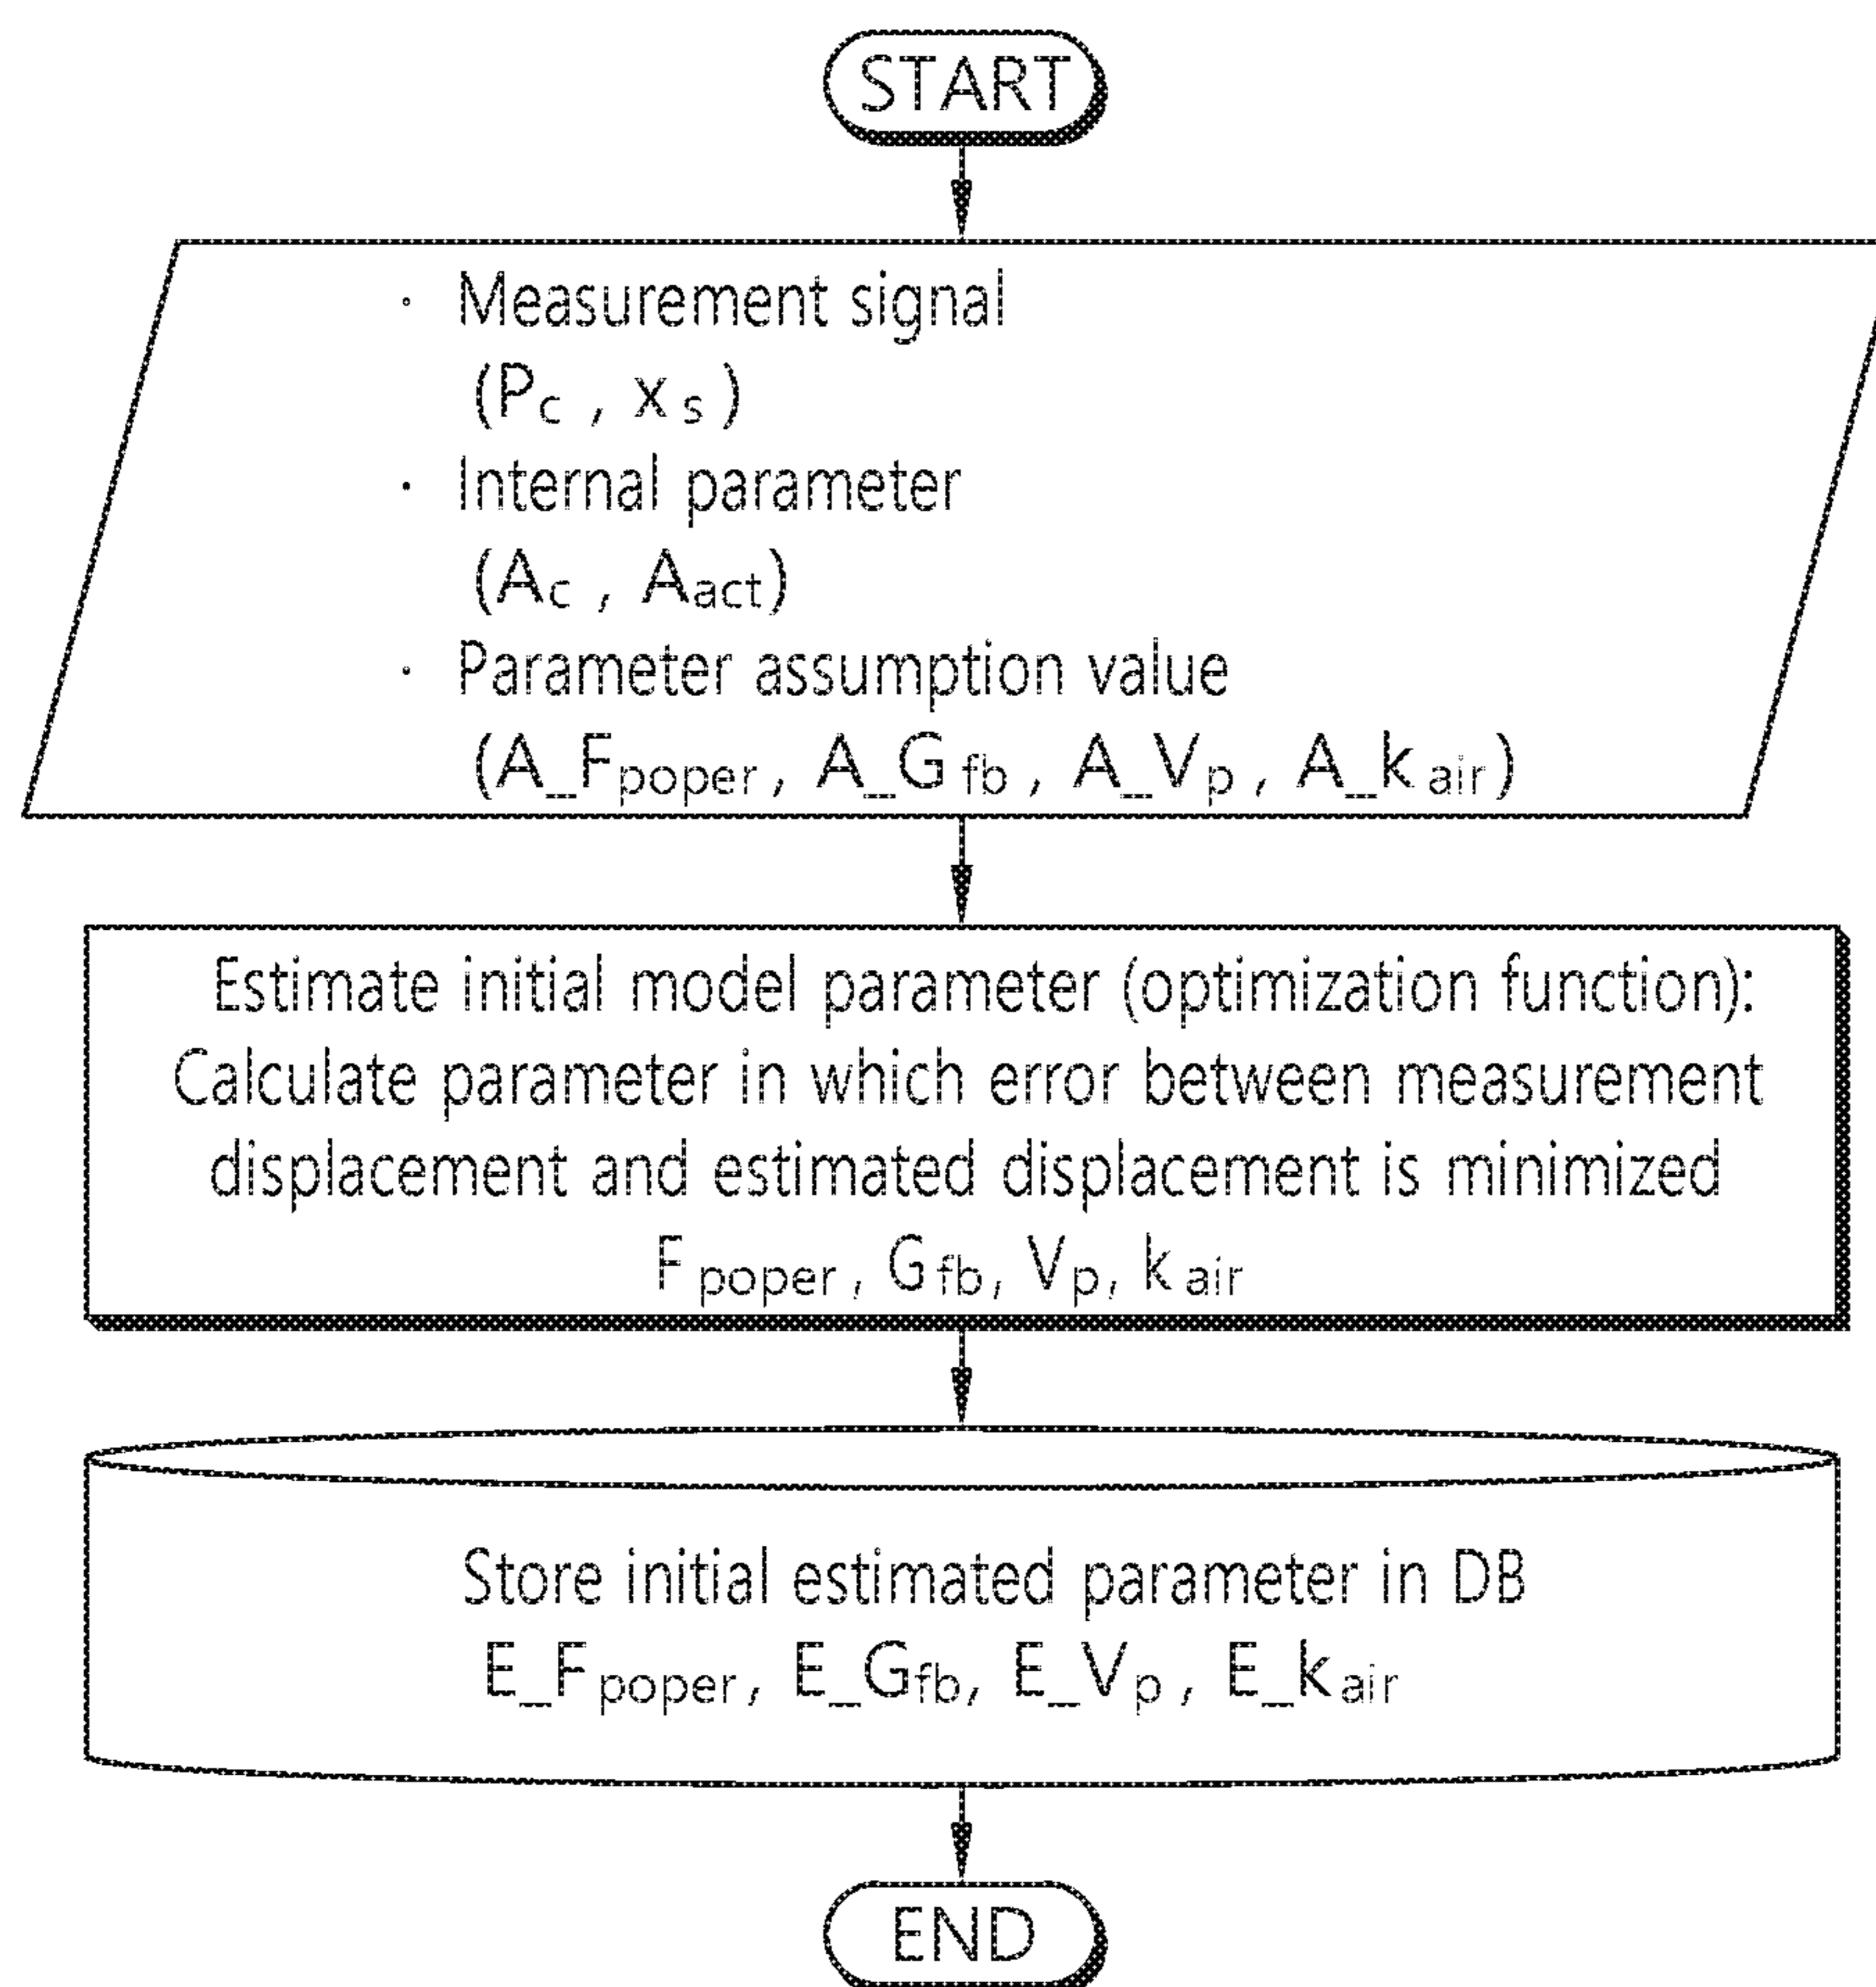 START
· Measurement signal
(Pc , xs )
· Internal parameter
(Ac , Aact)
· Parameter assumption value
(A_Fpoper, A_Gfb, A_Vp, A_kair)
Estimate initial model parameter (optimization function):
Calculate parameter in which error between measurement
displacement and estimated displacement is minimized
Fpoper, Gfb, Vp, kair
Store initial estimated parameter in DB
E_Fpoper, E_Gfb, E_Vp, E_kair
END